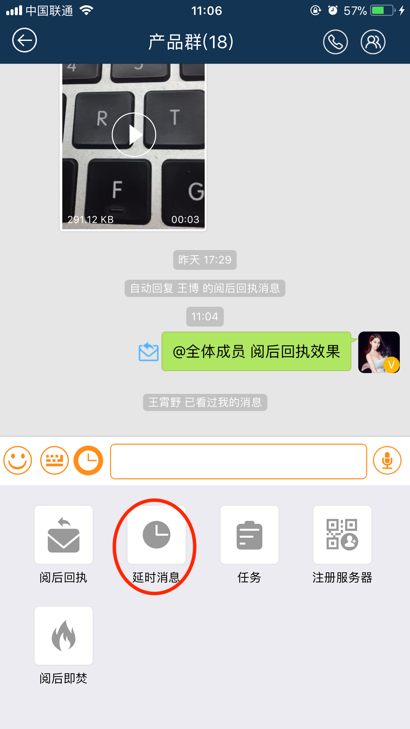 中国联通
11:06
57%
产品群(18)
4
5
R
T
F
G
291.12 KB
00:03
昨天 17:29
自动回复 王博 的阅后回执消息
11:04
@全体成员 阅后回执效果
V
王霄野 已看过我的消息
阅后回执
延时消息
任务
注册服务器
阅后即焚